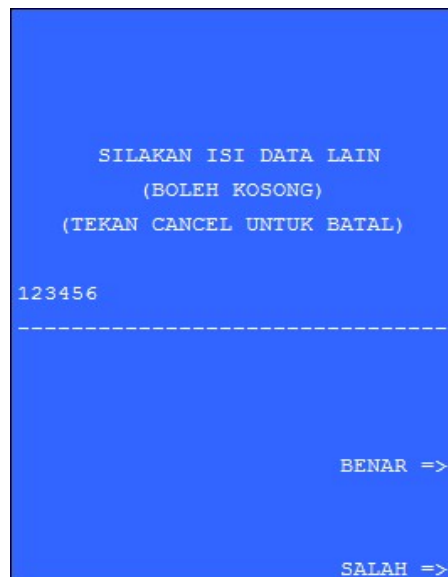 SILAKAN ISI DATA LAIN
(BOLEH KOSONG)
(TEKAN CANCEL UNTUK BATAL)
123456
--------------------------------
BENAR =>
SALAH =>